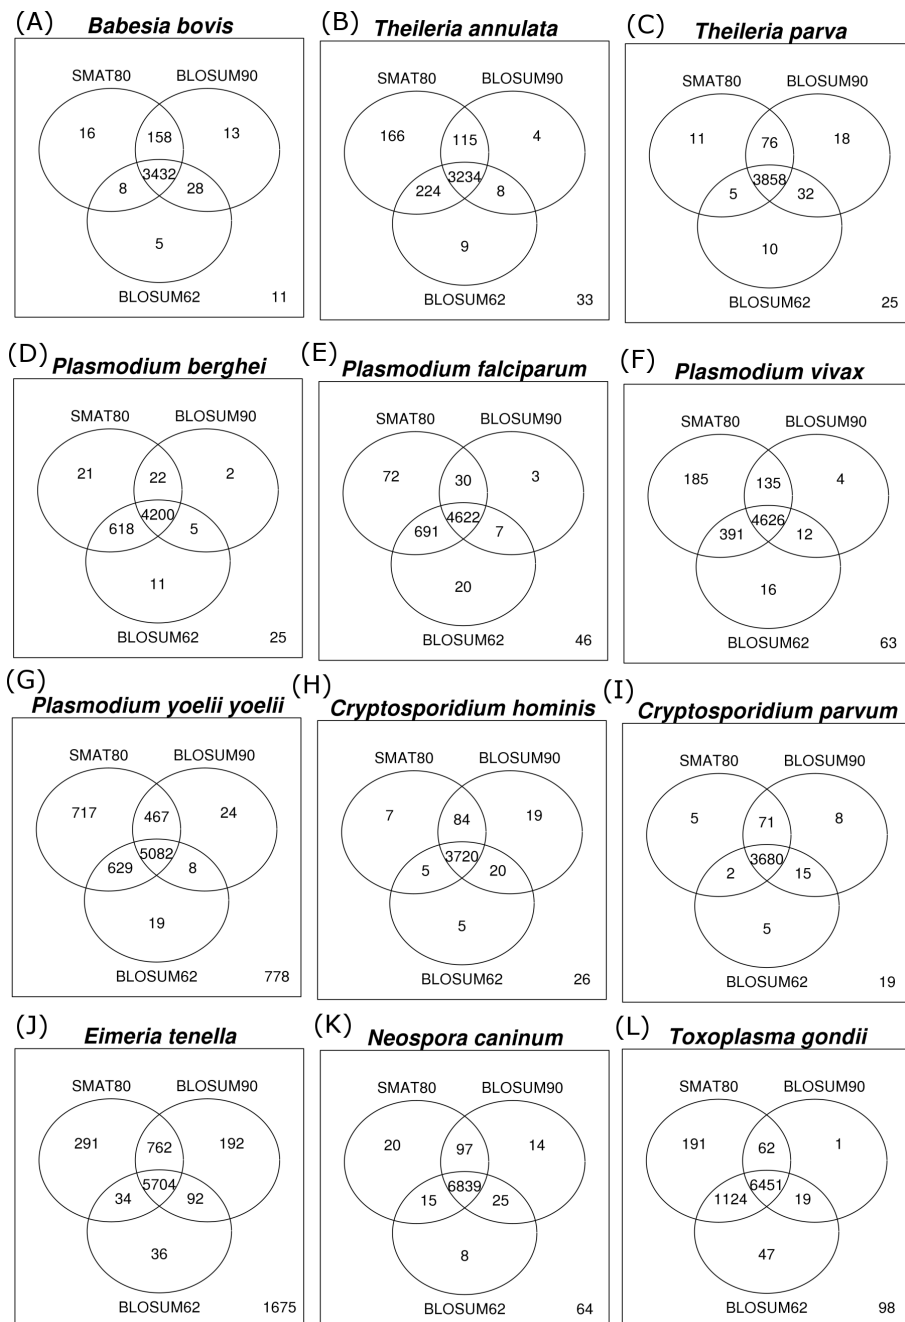 (A) Babesia bovis
SMAT80 BLOSUM90
16 158 13
3432
8 28
5
BLOSUM62 11
(B) Theileria annulata
SMAT80 BLOSUM90
166 115 4
3234
224 8
9
BLOSUM62 33
(C) Theileria parva
SMAT80 BLOSUM90
11 76 18
3858
5 32
10
BLOSUM62 25
(D) Plasmodium berghei
SMAT80 BLOSUM90
21 22 2
4200
618 5
11
BLOSUM62 25
(E) Plasmodium falciparum
SMAT80 BLOSUM90
72 30 3
4622
691 7
20
BLOSUM62 46
(F) Plasmodium vivax
SMAT80 BLOSUM90
185 135 4
4626
391 12
16
BLOSUM62 63
(G) Plasmodium yoelii yoelii
SMAT80 BLOSUM90
717 467 24
5082
629 8
19
BLOSUM62 778
(H) Cryptosporidium hominis
SMAT80 BLOSUM90
7 84 19
3720
5 20
5
BLOSUM62 26
(I) Cryptosporidium parvum
SMAT80 BLOSUM90
5 71 8
3680
2 15
5
BLOSUM62 19
(J) Eimeria tenella
SMAT80 BLOSUM90
291 762 192
5704
34 92
36
BLOSUM62 1675
(K) Neospora caninum
SMAT80 BLOSUM90
20 97 14
6839
15 25
8
BLOSUM62 64
(L) Toxoplasma gondii
SMAT80 BLOSUM90
191 62 1
6451
1124 19
47
BLOSUM62 98